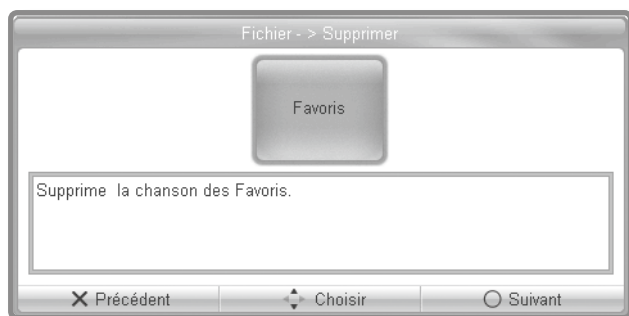 Fichier - > Supprimer
Favoris
Supprime la chanson des Favoris.
Précédent
Choisir
Suivant